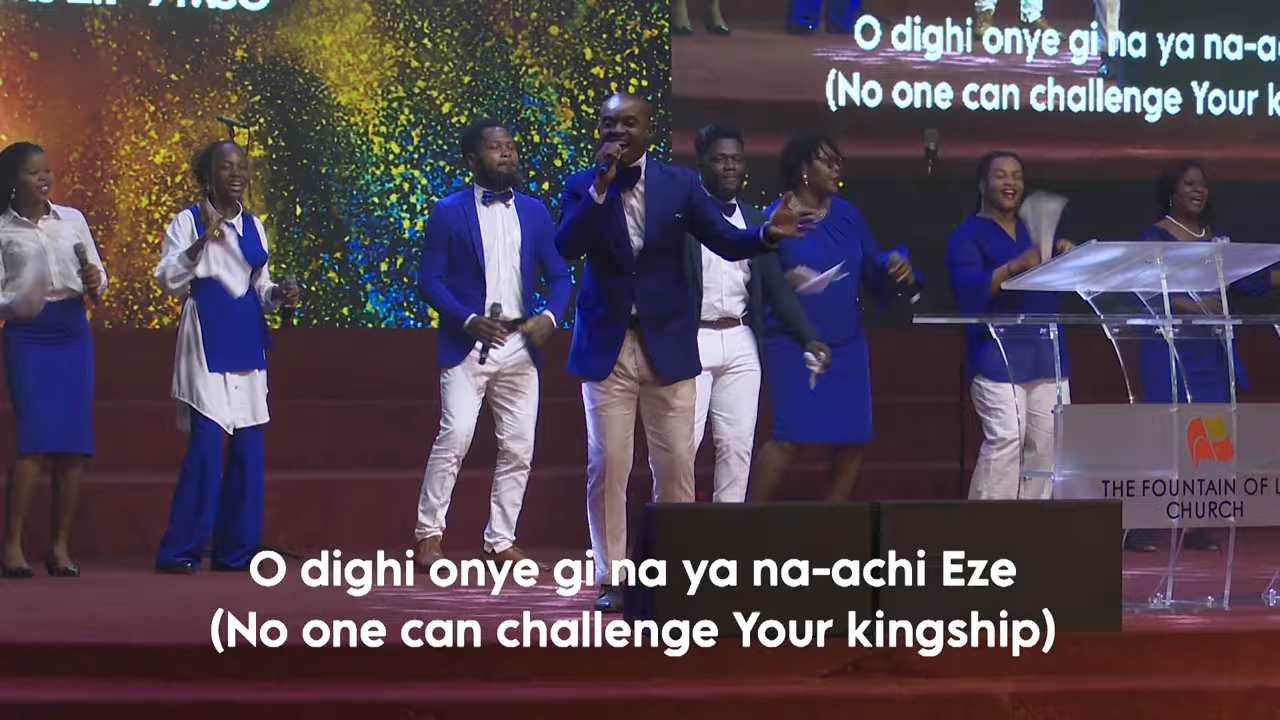 O dighi onye gi na ya na-a
(No one can challenge Your k
THE FOUNTAIN OF L
CHURCH
O dighi onye gi na ya na-achi Eze
(No one can challenge Your kingship)